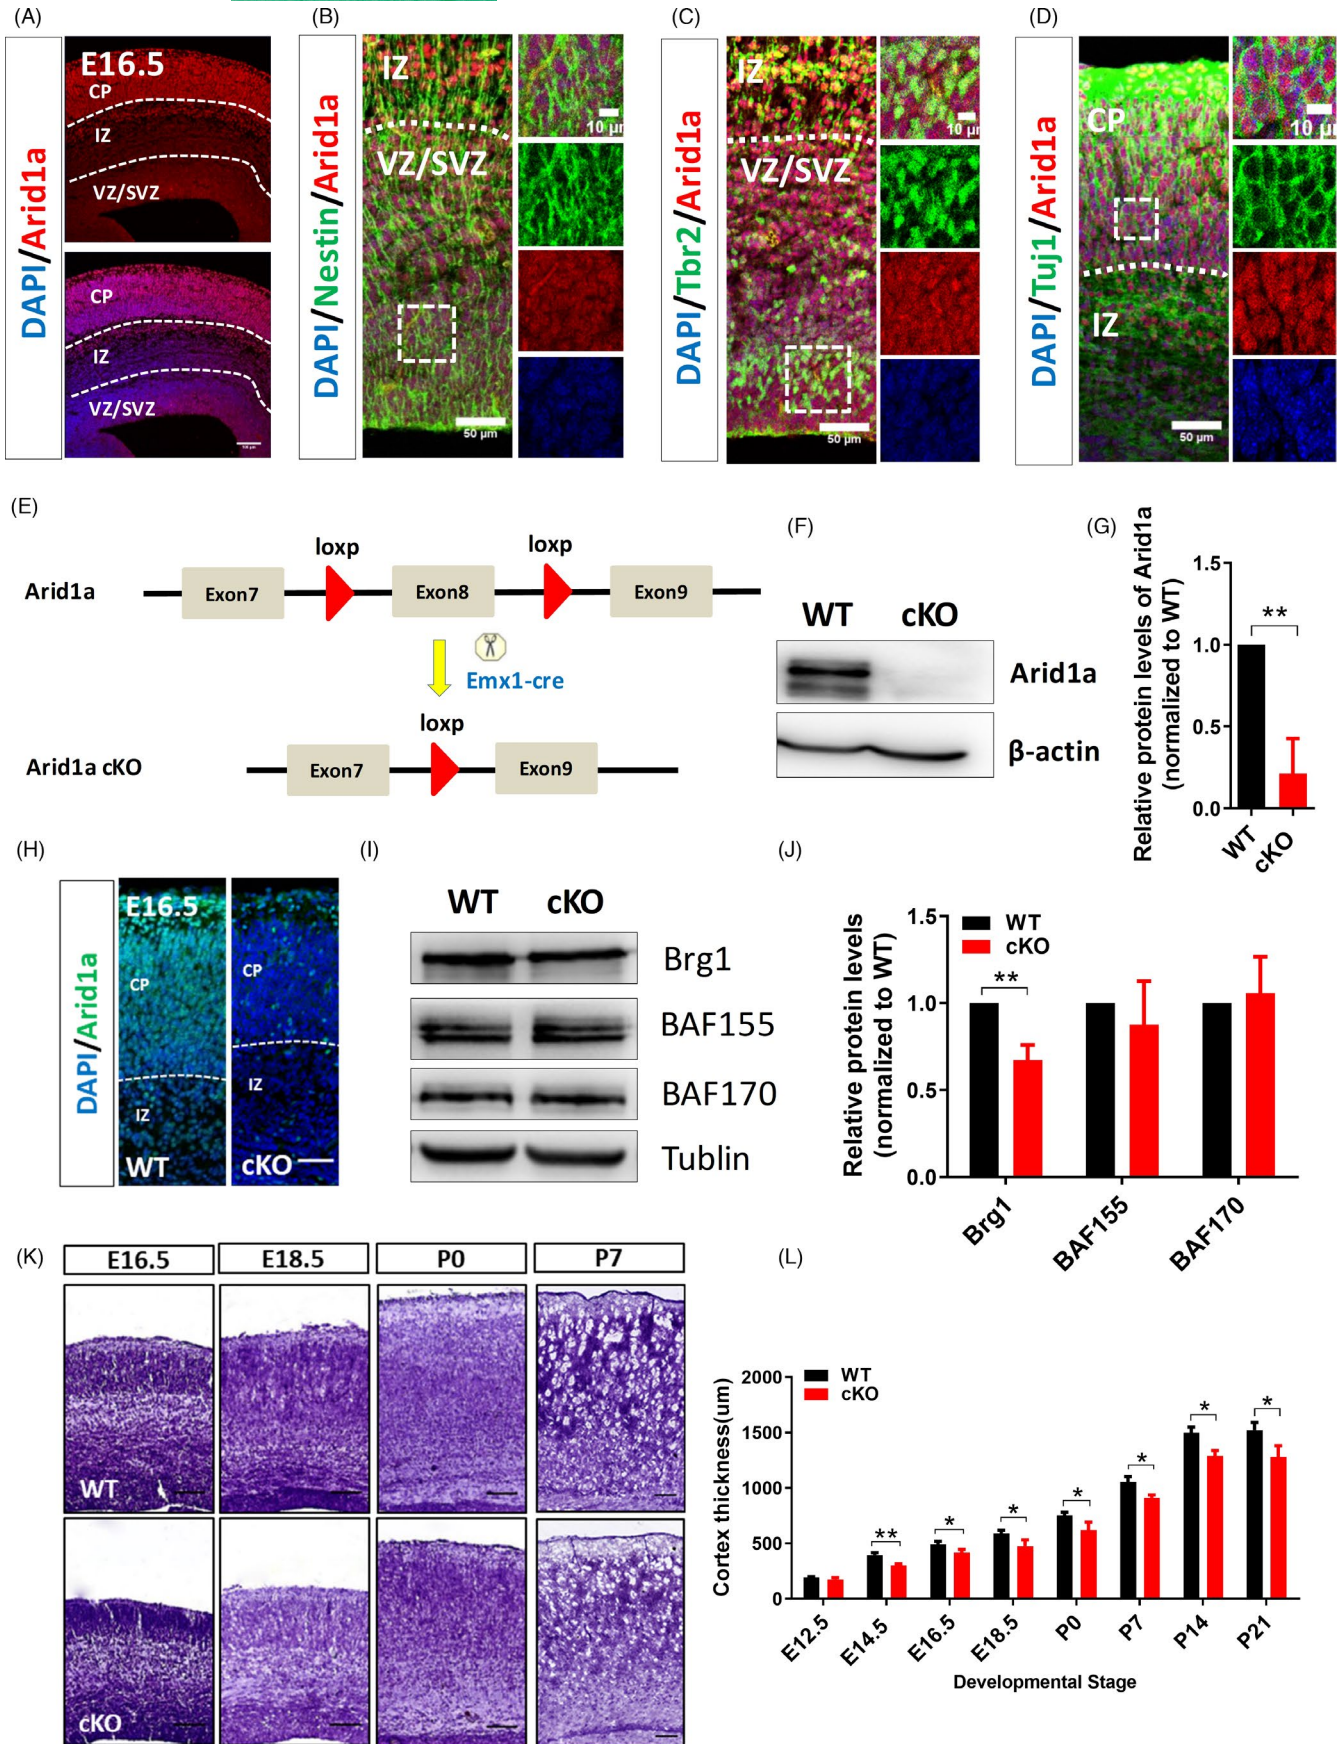 (A)
(B)
(C)
(D)
DAPI/Arid1a
E16.5
CP
IZ
VZ/SVZ
CP
IZ
VZ/SVZ
DAPI/Nestin/Arid1a
IZ
VZ/SVZ
50 µm
10 µm
DAPI/Tbr2/Arid1a
IZ
VZ/SVZ
50 µm
10 µm
DAPI/Tuj1/Arid1a
CP
IZ
50 µm
10 µm
(E)
loxp
loxp
Arid1a
Exon7
Exon8
Exon9
Emx1-cre
loxp
Arid1a cKO
Exon7
Exon9
(F)
WT cKO
Arid1a
β-actin
(G)
Relative protein levels of Arid1a
(normalized to WT)
1.5
1.0
0.5
0.0
**
WT
cKO
(H)
DAPI/Arid1a
E16.5
CP
IZ
WT
CP
IZ
cKO
(I)
WT cKO
Brg1
BAF155
BAF170
Tublin
(J)
Relative protein levels
(normalized to WT)
1.5
1.0
0.5
0.0
WT
cKO
**
Brg1
BAF155
BAF170
(K)
E16.5
E18.5
P0
P7
WT
cKO
(L)
Cortex thickness(um)
2000
1500
1000
500
0
WT
cKO
**
*
*
*
*
*
*
E12.5
E14.5
E16.5
E18.5
P0
P7
P14
P21
Developmental Stage